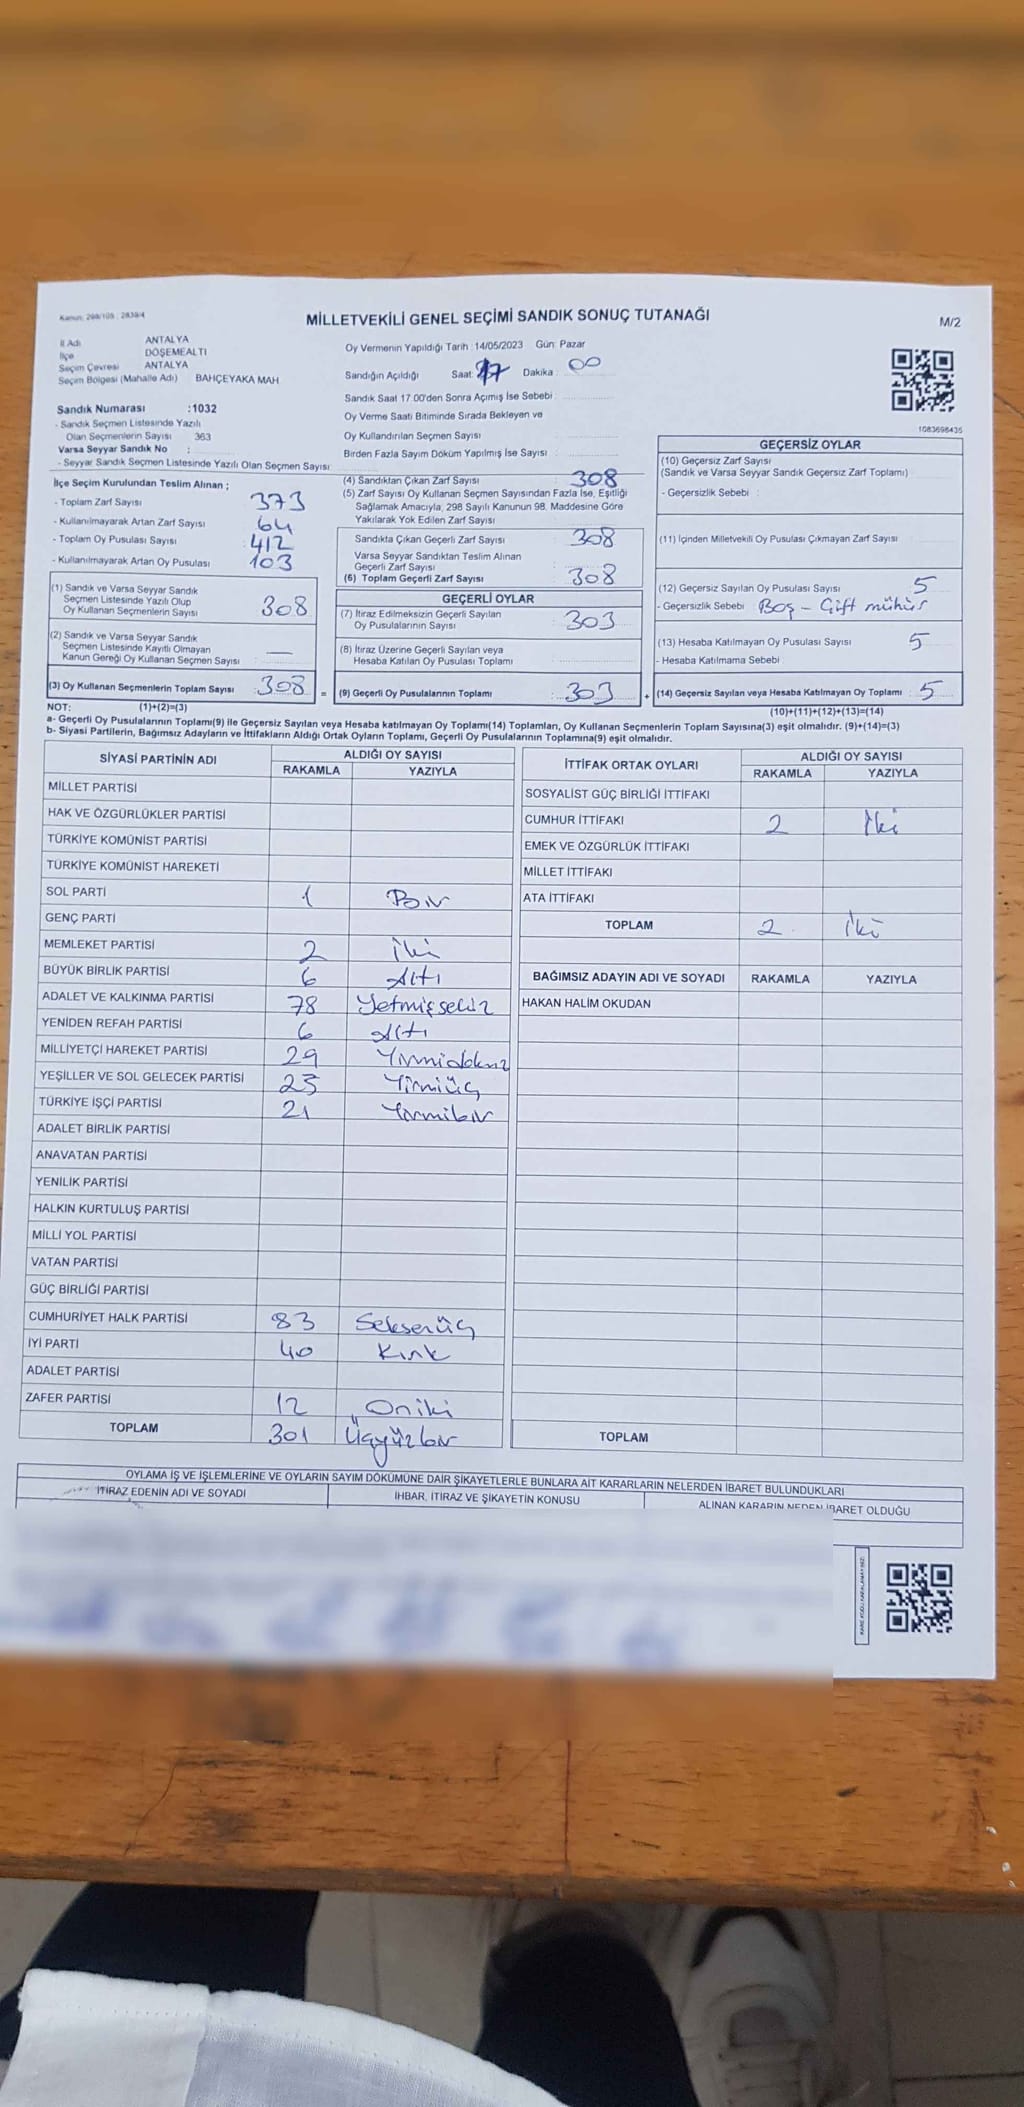 Kanun: 298/105 : 2839/4
MİLLETVEKİLİ GENEL SEÇİMİ SANDIK SONUÇ TUTANAĞI
M/2
İl Adı ANTALYA
İlçe DÖŞEMEALTI
Seçim Çevresi ANTALYA
Seçim Bölgesi (Mahalle Adı) BAHÇEYAKA MAH
Sandık Numarası :1032
- Sandık Seçmen Listesinde Yazılı
Olan Seçmenlerin Sayısı 363
Varsa Seyyar Sandık No :
- Seyyar Sandık Seçmen Listesinde Yazılı Olan Seçmen Sayısı:
Oy Vermenin Yapıldığı Tarih :14/05/2023 Gün: Pazar
Sandığın Açıldığı Saat: 17 Dakika : 00
Sandık Saat 17.00'den Sonra Açılmış İse Sebebi :
Oy Verme Saati Bitiminde Sırada Bekleyen ve
Oy Kullandırılan Seçmen Sayısı
Birden Fazla Sayım Döküm Yapılmış İse Sayısı :
1083698435
İlçe Seçim Kurulundan Teslim Alınan ;
- Toplam Zarf Sayısı 373
- Kullanılmayarak Artan Zarf Sayısı 64
- Toplam Oy Pusulası Sayısı 412
- Kullanılmayarak Artan Oy Pusulası 103
(1) Sandık ve Varsa Seyyar Sandık
Seçmen Listesinde Yazılı Olup
Oy Kullanan Seçmenlerin Sayısı 308
(2) Sandık ve Varsa Seyyar Sandık
Seçmen Listesinde Kayıtlı Olmayan
Kanun Gereği Oy Kullanan Seçmen Sayısı : —
(3) Oy Kullanan Seçmenlerin Toplam Sayısı : 308 =
(4) Sandıktan Çıkan Zarf Sayısı 308
(5) Zarf Sayısı Oy Kullanan Seçmen Sayısından Fazla İse, Eşitliği
Sağlamak Amacıyla, 298 Sayılı Kanunun 98. Maddesine Göre
Yakılarak Yok Edilen Zarf Sayısı
Sandıkta Çıkan Geçerli Zarf Sayısı 308
Varsa Seyyar Sandıktan Teslim Alınan
Geçerli Zarf Sayısı
(6) Toplam Geçerli Zarf Sayısı 308
GEÇERLİ OYLAR
(7) İtiraz Edilmeksizin Geçerli Sayılan
Oy Pusulalarının Sayısı 303
(8) İtiraz Üzerine Geçerli Sayılan veya
Hesaba Katılan Oy Pusulası Toplamı
(9) Geçerli Oy Pusulalarının Toplamı : 303 +
GEÇERSİZ OYLAR
(10) Geçersiz Zarf Sayısı
(Sandık ve Varsa Seyyar Sandık Geçersiz Zarf Toplamı)
- Geçersizlik Sebebi :
(11) İçinden Milletvekili Oy Pusulası Çıkmayan Zarf Sayısı
(12) Geçersiz Sayılan Oy Pusulası Sayısı 5
- Geçersizlik Sebebi Boş - Çift mühür
(13) Hesaba Katılmayan Oy Pusulası Sayısı 5
- Hesaba Katılmama Sebebi
(14) Geçersiz Sayılan veya Hesaba Katılmayan Oy Toplamı : 5
NOT: (1)+(2)=(3)
(10)+(11)+(12)+(13)=(14)
a- Geçerli Oy Pusulalarının Toplamı(9) ile Geçersiz Sayılan veya Hesaba katılmayan Oy Toplamı(14) Toplamları, Oy Kullanan Seçmenlerin Toplam Sayısına(3) eşit olmalıdır. (9)+(14)=(3)
b- Siyasi Partilerin, Bağımsız Adayların ve İttifakların Aldığı Ortak Oyların Toplamı, Geçerli Oy Pusulalarının Toplamına(9) eşit olmalıdır.
SİYASİ PARTİNİN ADI ALDIĞI OY SAYISI
RAKAMLA YAZIYLA
MİLLET PARTİSİ
HAK VE ÖZGÜRLÜKLER PARTİSİ
TÜRKİYE KOMÜNİST PARTİSİ
TÜRKİYE KOMÜNİST HAREKETİ
SOL PARTİ 1 Bir
GENÇ PARTİ
MEMLEKET PARTİSİ 2 İki
BÜYÜK BİRLİK PARTİSİ 6 Altı
ADALET VE KALKINMA PARTİSİ 78 Yetmişsekiz
YENİDEN REFAH PARTİSİ 6 Altı
MİLLİYETÇİ HAREKET PARTİSİ 29 Yirmidokuz
YEŞİLLER VE SOL GELECEK PARTİSİ 23 Yirmiüç
TÜRKİYE İŞÇİ PARTİSİ 21 Yirmibir
ADALET BİRLİK PARTİSİ
ANAVATAN PARTİSİ
YENİLİK PARTİSİ
HALKIN KURTULUŞ PARTİSİ
MİLLİ YOL PARTİSİ
VATAN PARTİSİ
GÜÇ BİRLİĞİ PARTİSİ
CUMHURİYET HALK PARTİSİ 83 Seksenüç
İYİ PARTİ 40 Kırk
ADALET PARTİSİ
ZAFER PARTİSİ 12 Oniki
TOPLAM 301 Üçyüzbir
İTTİFAK ORTAK OYLARI ALDIĞI OY SAYISI
RAKAMLA YAZIYLA
SOSYALİST GÜÇ BİRLİĞİ İTTİFAKI
CUMHUR İTTİFAKI 2 İki
EMEK VE ÖZGÜRLÜK İTTİFAKI
MİLLET İTTİFAKI
ATA İTTİFAKI
TOPLAM 2 İki
BAĞIMSIZ ADAYIN ADI VE SOYADI RAKAMLA YAZIYLA
HAKAN HALİM OKUDAN
TOPLAM
OYLAMA İŞ VE İŞLEMLERİNE VE OYLARIN SAYIM DÖKÜMÜNE DAİR ŞİKAYETLERLE BUNLARA AİT KARARLARIN NELERDEN İBARET BULUNDUKLARI
İTİRAZ EDENİN ADI VE SOYADI İHBAR, İTİRAZ VE ŞİKAYETİN KONUSU ALINAN KARARIN NEDEN İBARET OLDUĞU